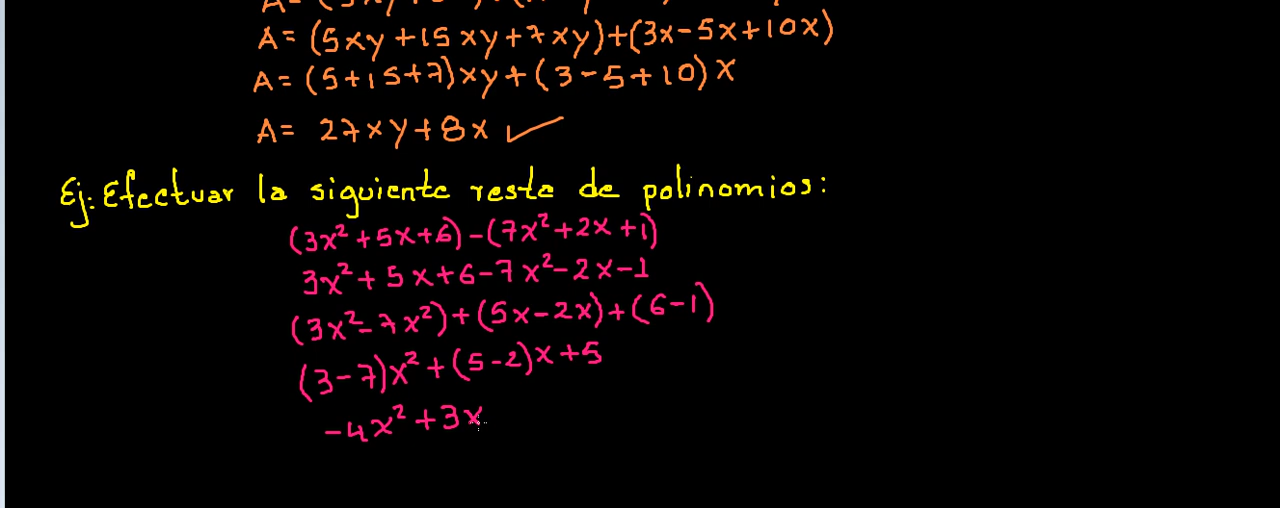 A=(5xy+15xy+7xy)+(3x-5x+10x)
A=(5+15+7)xy+(3-5+10)x
A= 27xy+8x ✓
Ej: Efectuar la siguiente resta de polinomios:
(3x²+5x+6)-(7x²+2x+1)
3x²+5x+6-7x²-2x-1
(3x²-7x²)+(5x-2x)+(6-1)
(3-7)x²+(5-2)x+5
-4x²+3x